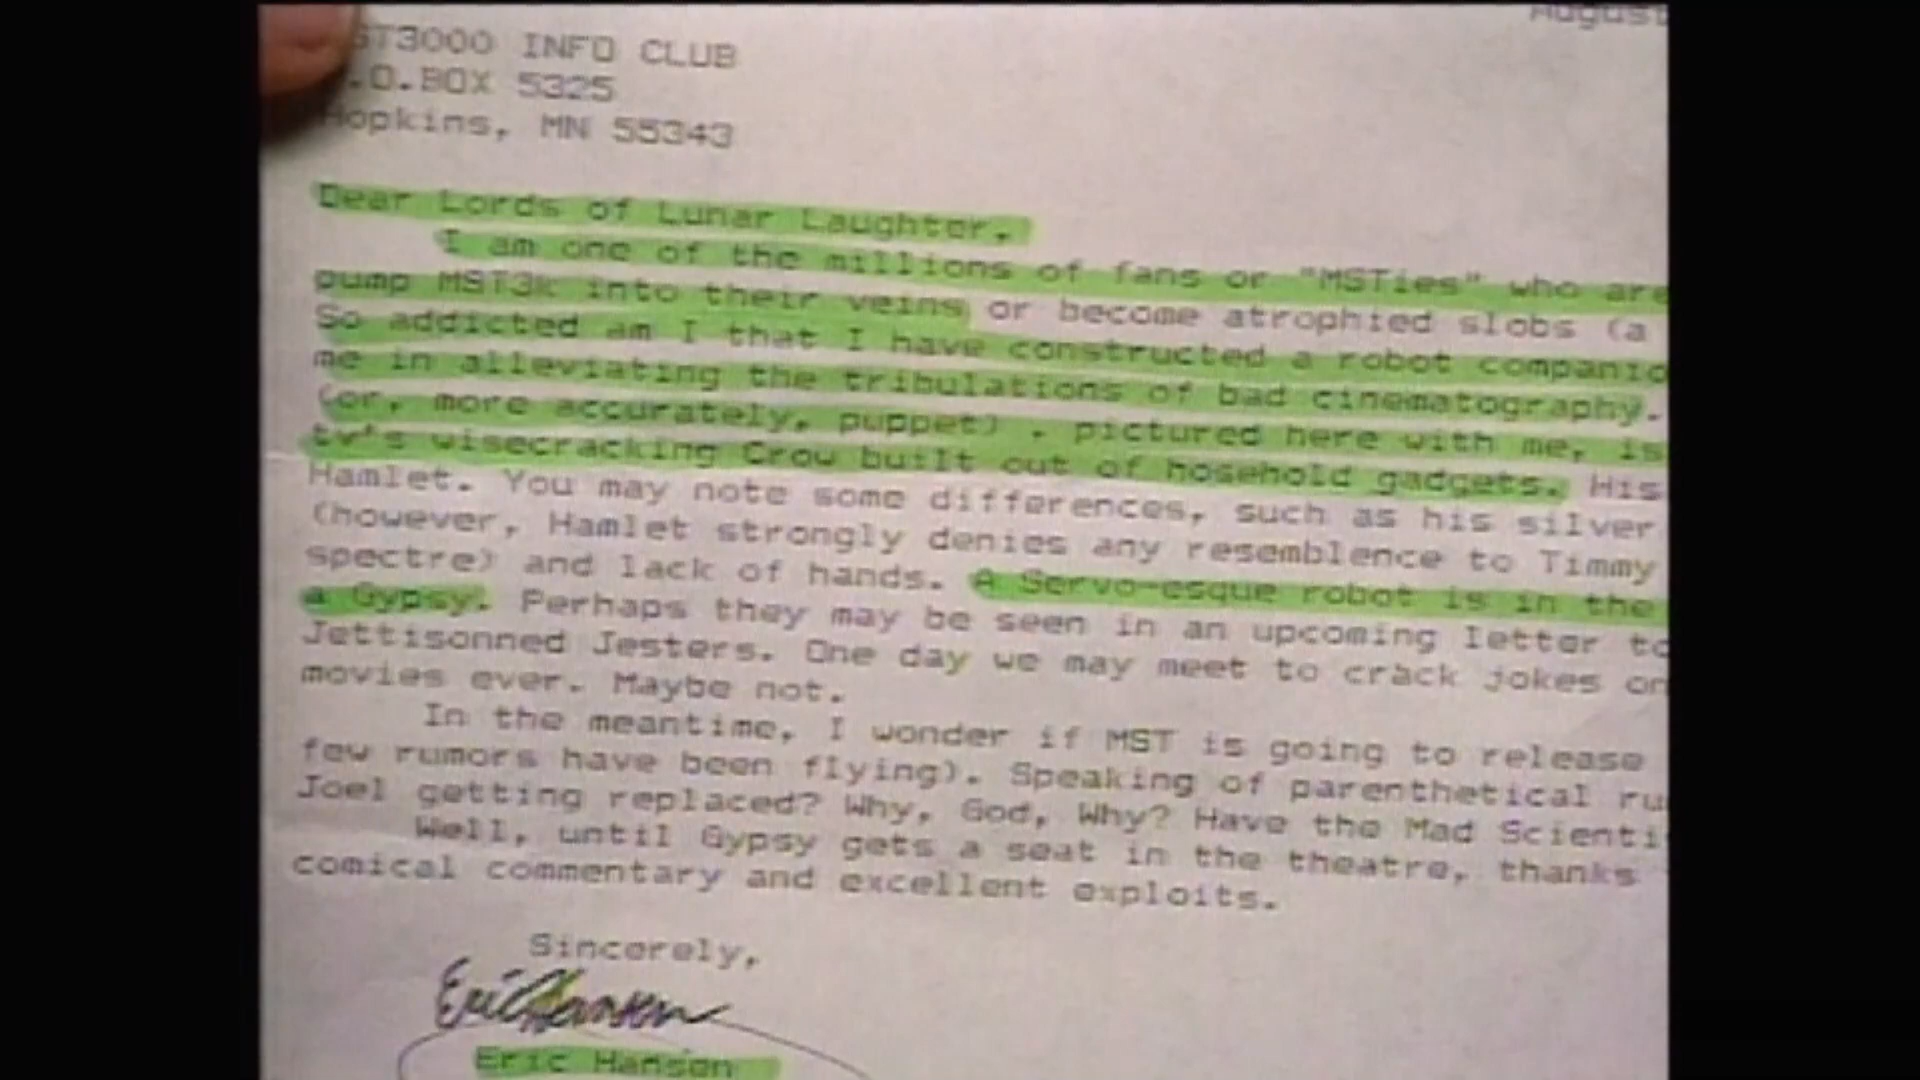 August
ST3000 INFO CLUB
.O.BOX 5325
Hopkins, MN 55343
Dear Lords of Lunar Laughter,
I am one of the millions of fans or "MSTies" who are
pump MST3k into their veins or become atrophied slobs (a
So addicted am I that I have constructed a robot companio
me in alleviating the tribulations of bad cinematography.
(or, more accurately, puppet) , pictured here with me, is
tv's wisecracking Crow built out of hosehold gadgets. His
Hamlet. You may note some differences, such as his silver
(however, Hamlet strongly denies any resemblence to Timmy
spectre) and lack of hands. A Servo-esque robot is in the
a Gypsy. Perhaps they may be seen in an upcoming letter to
Jettisonned Jesters. One day we may meet to crack jokes on
movies ever. Maybe not.
In the meantime, I wonder if MST is going to release
few rumors have been flying). Speaking of parenthetical ru
Joel getting replaced? Why, God, Why? Have the Mad Scienti
Well, until Gypsy gets a seat in the theatre, thanks
comical commentary and excellent exploits.
Sincerely,
Eric Hansen
Eric Hansen